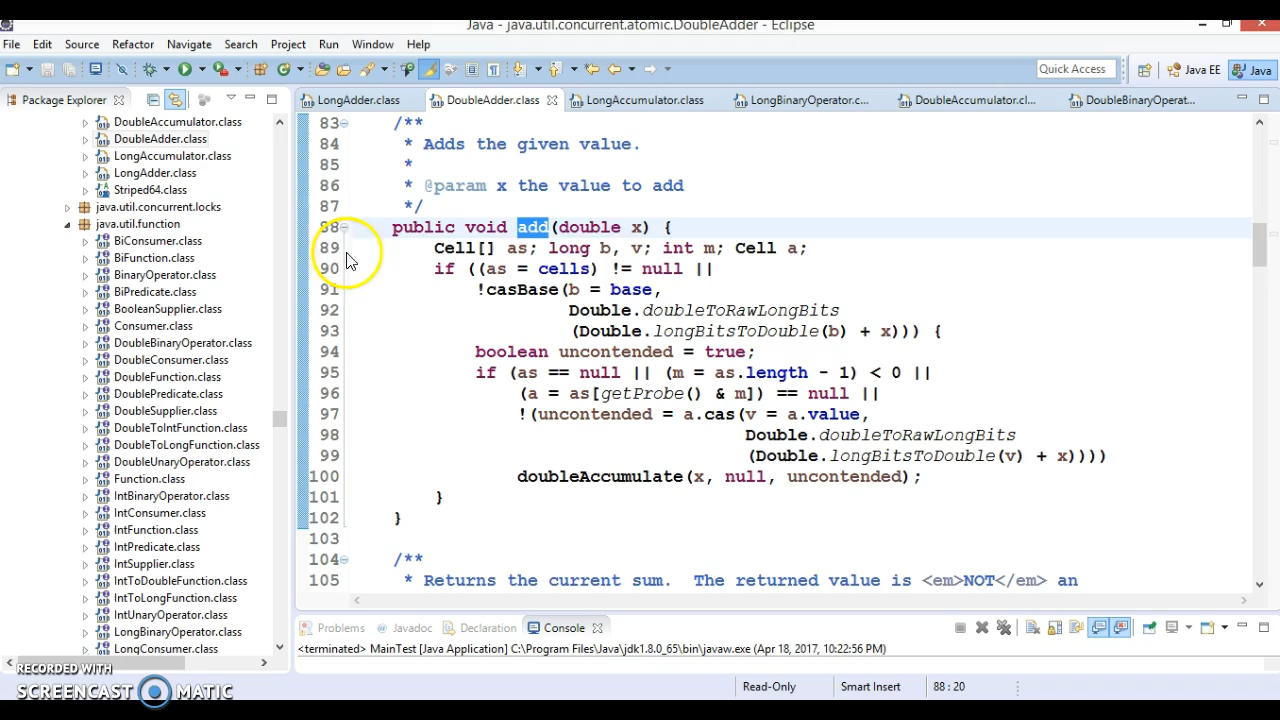 Java - java.util.concurrent.atomic.DoubleAdder - Eclipse
File Edit Source Refactor Navigate Search Project Run Window Help
Quick Access Java EE Java
Package Explorer
DoubleAccumulator.class
DoubleAdder.class
LongAccumulator.class
LongAdder.class
Striped64.class
java.util.concurrent.locks
java.util.function
BiConsumer.class
BiFunction.class
BinaryOperator.class
BiPredicate.class
BooleanSupplier.class
Consumer.class
DoubleBinaryOperator.class
DoubleConsumer.class
DoubleFunction.class
DoublePredicate.class
DoubleSupplier.class
DoubleToIntFunction.class
DoubleToLongFunction.class
DoubleUnaryOperator.class
Function.class
IntBinaryOperator.class
IntConsumer.class
IntFunction.class
IntPredicate.class
IntSupplier.class
IntToDoubleFunction.class
IntToLongFunction.class
IntUnaryOperator.class
LongBinaryOperator.class
LongConsumer.class
LongAdder.class DoubleAdder.class LongAccumulator.class LongBinaryOperator.c... DoubleAccumulator.cl... DoubleBinaryOperat...
83 /**
84 * Adds the given value.
85 *
86 * @param x the value to add
87 */
88 public void add(double x) {
89 Cell[] as; long b, v; int m; Cell a;
90 if ((as = cells) != null ||
91 !casBase(b = base,
92 Double.doubleToRawLongBits
93 (Double.longBitsToDouble(b) + x))) {
94 boolean uncontended = true;
95 if (as == null || (m = as.length - 1) < 0 ||
96 (a = as[getProbe() & m]) == null ||
97 !(uncontended = a.cas(v = a.value,
98 Double.doubleToRawLongBits
99 (Double.longBitsToDouble(v) + x))))
100 doubleAccumulate(x, null, uncontended);
101 }
102 }
103
104 /**
105 * Returns the current sum. The returned value is <em>NOT</em> an
Problems Javadoc Declaration Console
<terminated> MainTest [Java Application] C:\Program Files\Java\jdk1.8.0_65\bin\javaw.exe (Apr 18, 2017, 10:22:56 PM)
RECORDED WITH
SCREENCAST MATIC
Read-Only Smart Insert 88 : 20